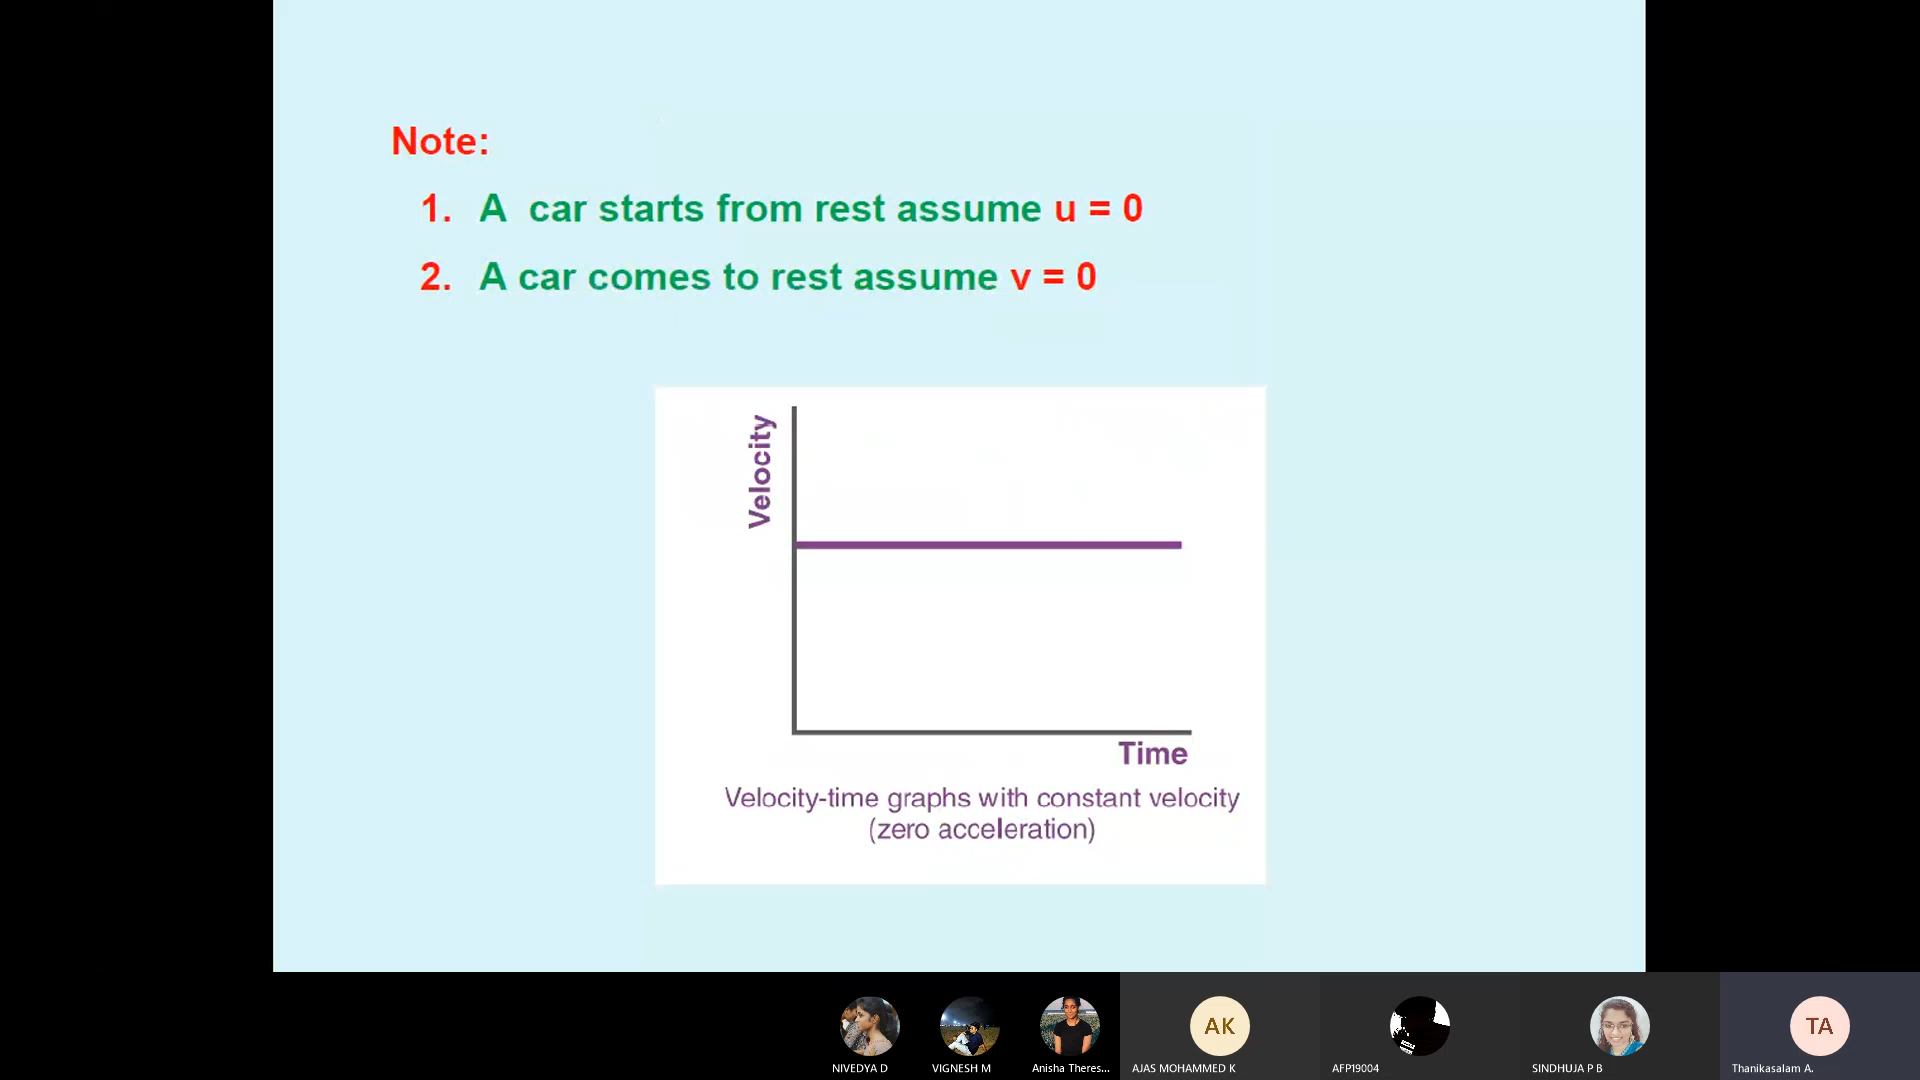 Note:
1. A car starts from rest assume u = 0
2. A car comes to rest assume v = 0
Velocity
Time
Velocity-time graphs with constant velocity
(zero acceleration)
AK
TA
NIVEDYA D
VIGNESH M
Anisha Theres...
AJAS MOHAMMED K
AFP19004
SINDHUJA P B
Thanikasalam A.